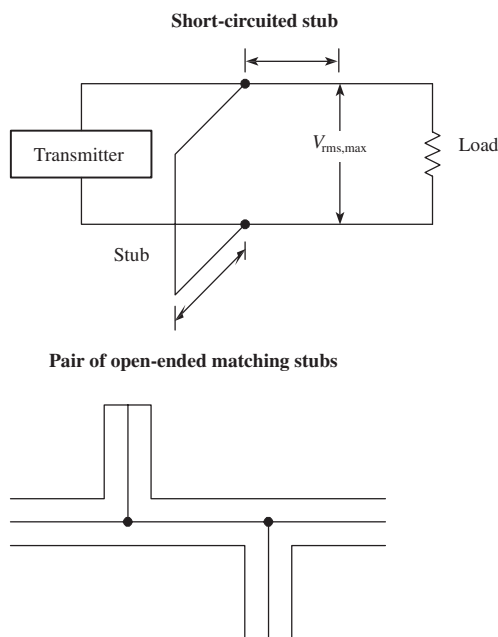 Short-circuited stub
Transmitter
V_rms,max
Load
Stub
Pair of open-ended matching stubs